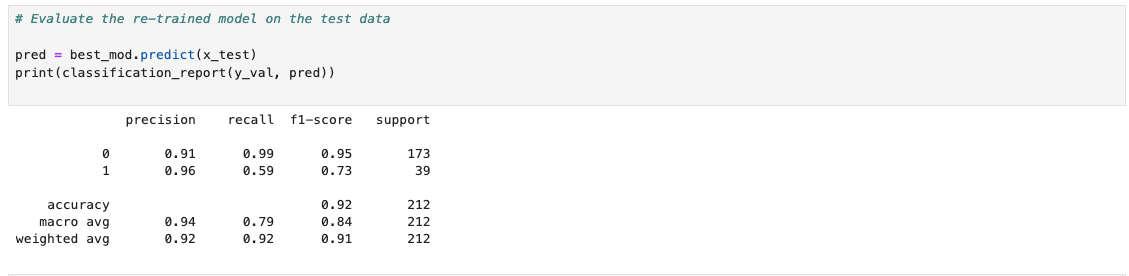 # Evaluate the re-trained model on the test data
pred = best_mod.predict(x_test)
print(classification_report(y_val, pred))
precision recall f1-score support
0 0.91 0.99 0.95 173
1 0.96 0.59 0.73 39
accuracy 0.92 212
macro avg 0.94 0.79 0.84 212
weighted avg 0.92 0.92 0.91 212